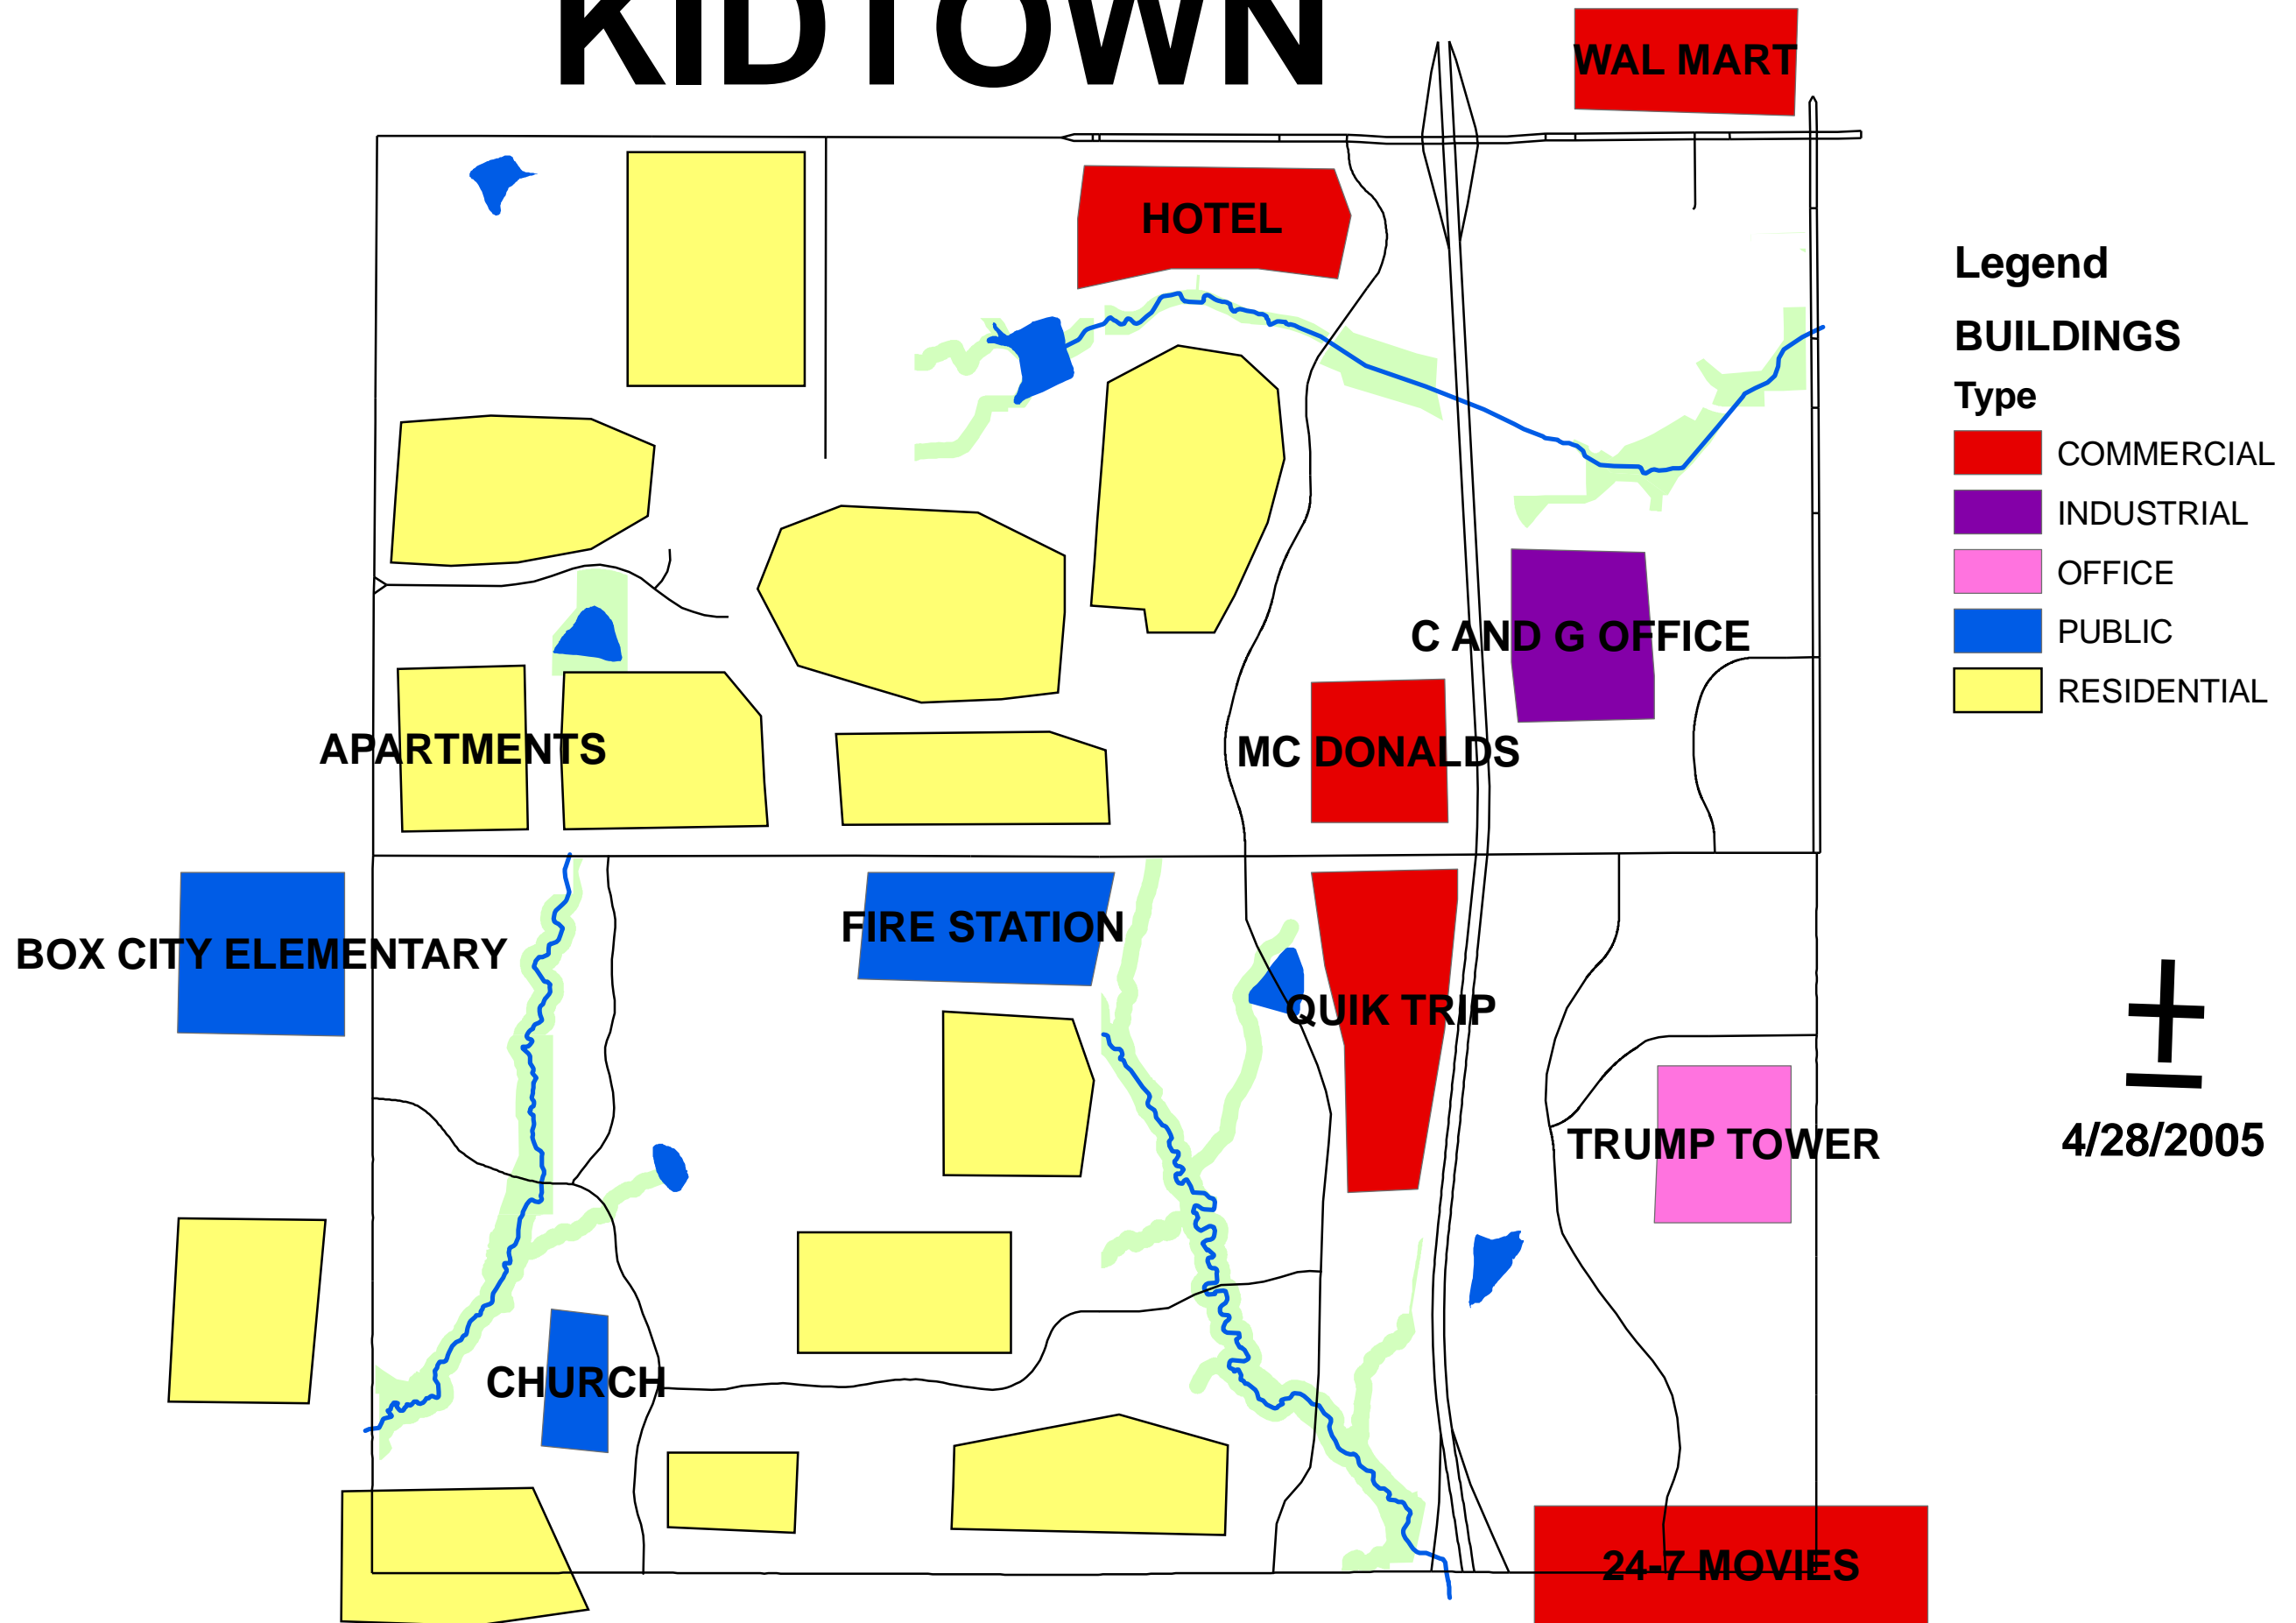 KIDTOWN
WAL MART
HOTEL
Legend
BUILDINGS
Type
COMMERCIAL
INDUSTRIAL
OFFICE
PUBLIC
RESIDENTIAL
C AND G OFFICE
APARTMENTS
MC DONALDS
FIRE STATION
BOX CITY ELEMENTARY
QUIK TRIP
TRUMP TOWER
4/28/2005
CHURCH
24-7 MOVIES